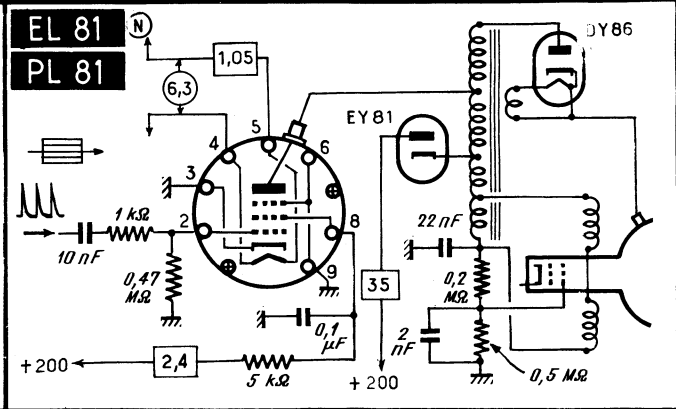 EL 81
PL 81
N
1,05
6,3
DY86
EY81
5
4
6
3
2
8
9
1 kΩ
10 nF
0,47
MΩ
22 nF
0,2
MΩ
35
0,1
µF
2
nF
+200
2,4
5 kΩ
+200
0,5 MΩ